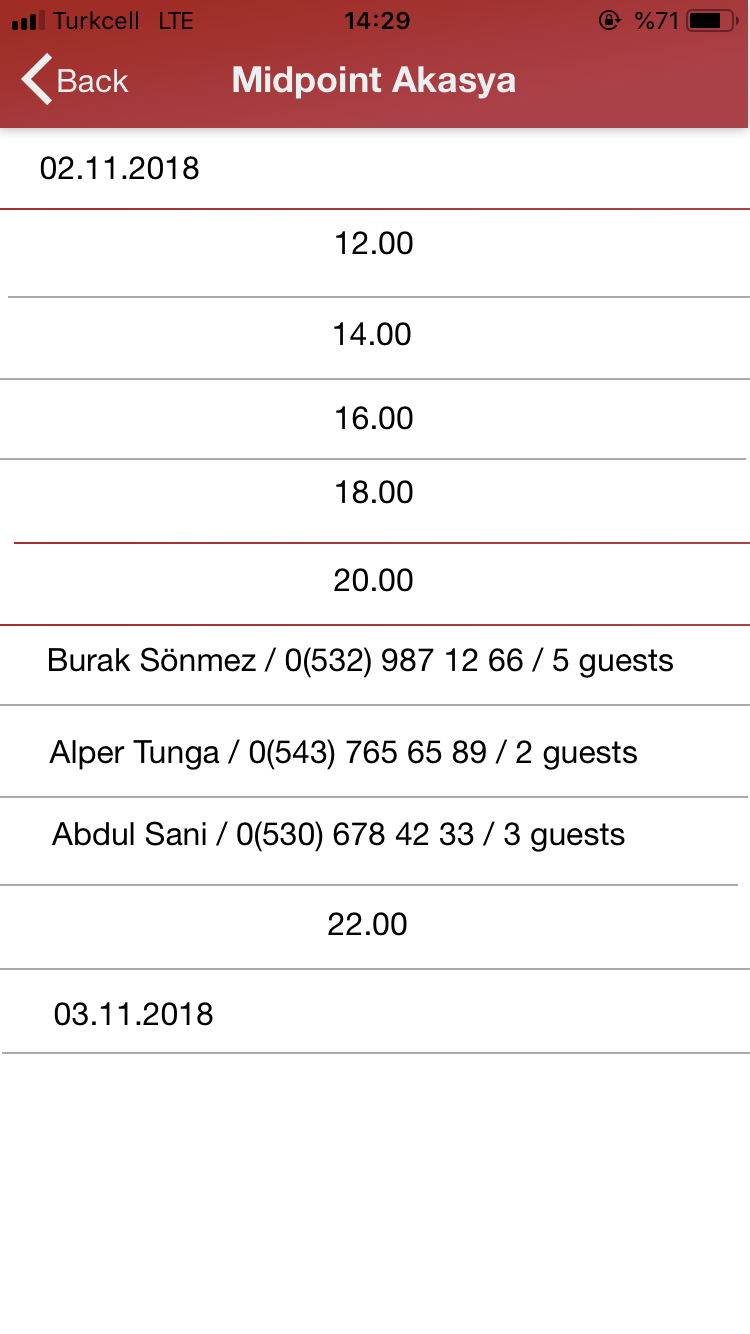 Turkcell LTE 14:29 %71
Back Midpoint Akasya
02.11.2018
12.00
14.00
16.00
18.00
20.00
Burak Sönmez / 0(532) 987 12 66 / 5 guests
Alper Tunga / 0(543) 765 65 89 / 2 guests
Abdul Sani / 0(530) 678 42 33 / 3 guests
22.00
03.11.2018